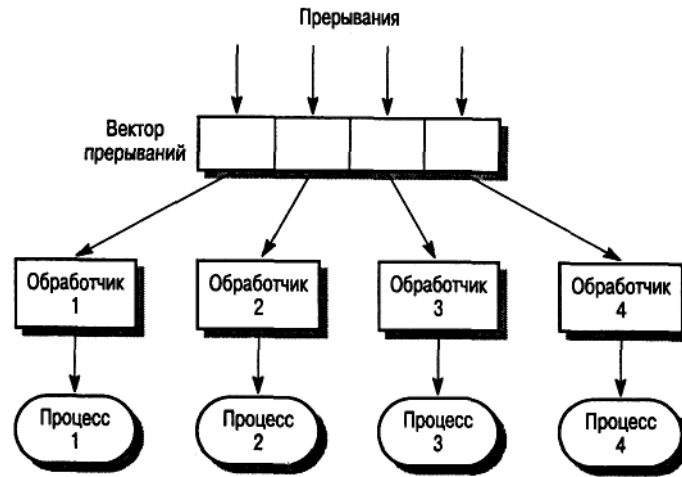 Прерывания
Вектор
прерываний
Обработчик
1
Обработчик
2
Обработчик
3
Обработчик
4
Процесс
1
Процесс
2
Процесс
3
Процесс
4